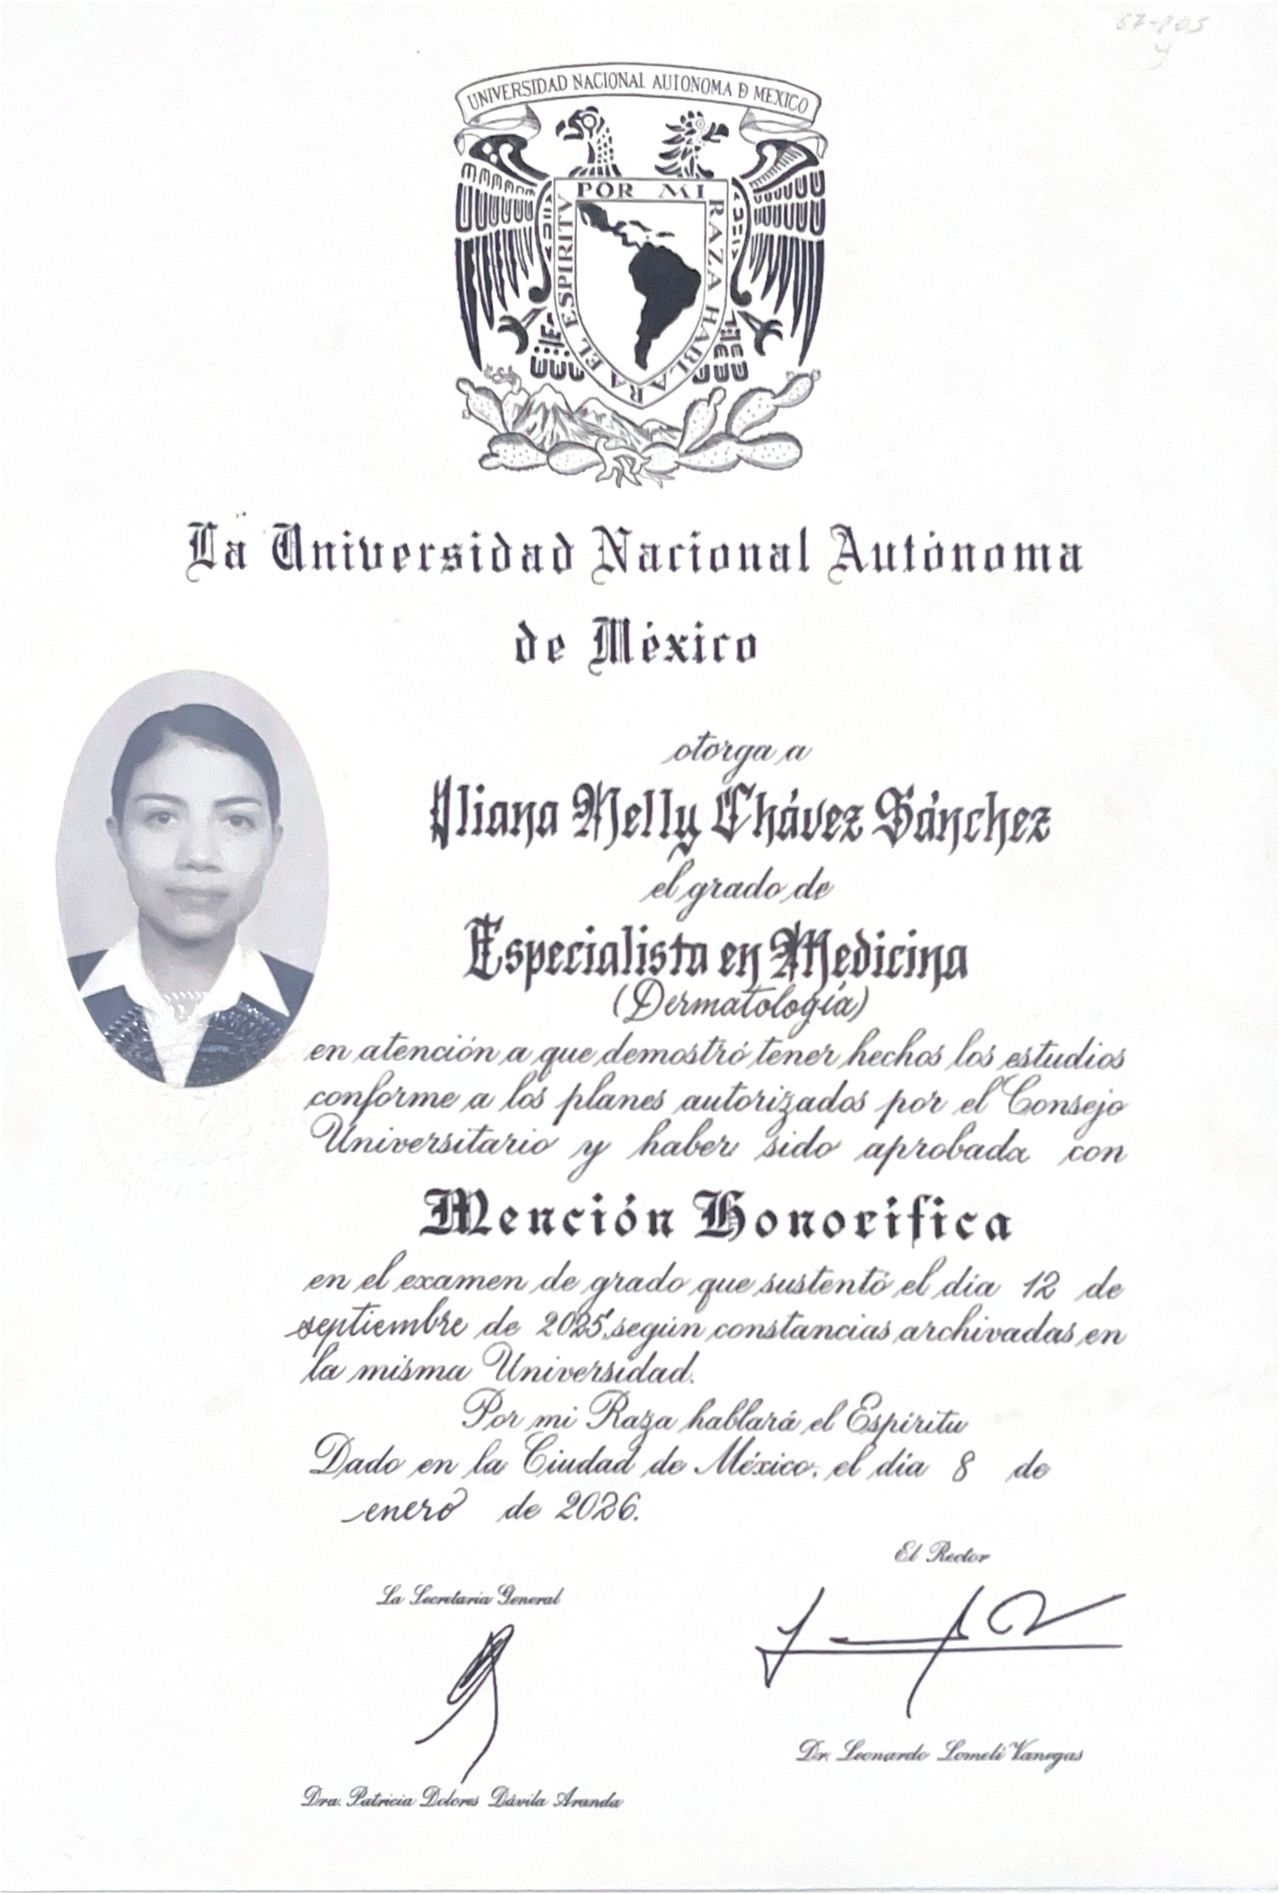 UNIVERSIDAD NACIONAL AUTONOMA D MEXICO
POR MI RAZA HABLARA EL ESPIRITU
La Universidad Nacional Autónoma
de México
otorga a
Iliana Nelly Chávez Sánchez
el grado de
Especialista en Medicina
(Dermatología)
en atención a que demostró tener hechos los estudios
conforme a los planes autorizados por el Consejo
Universitario y haber sido aprobada con
Mención Honorífica
en el examen de grado que sustentó el día 12 de
septiembre de 2025, según constancias archivadas en
la misma Universidad.
Por mi Raza hablará el Espíritu
Dado en la Ciudad de México, el día 8 de
enero de 2026.
El Rector
La Secretaria General
Dr. Leonardo Lomelí Vanegas
Dra. Patricia Dolores Dávila Aranda